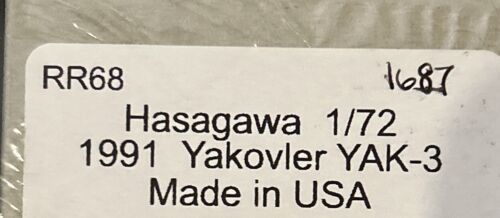 RR68 1687
Hasagawa 1/72
1991 Yakovler YAK-3
Made in USA